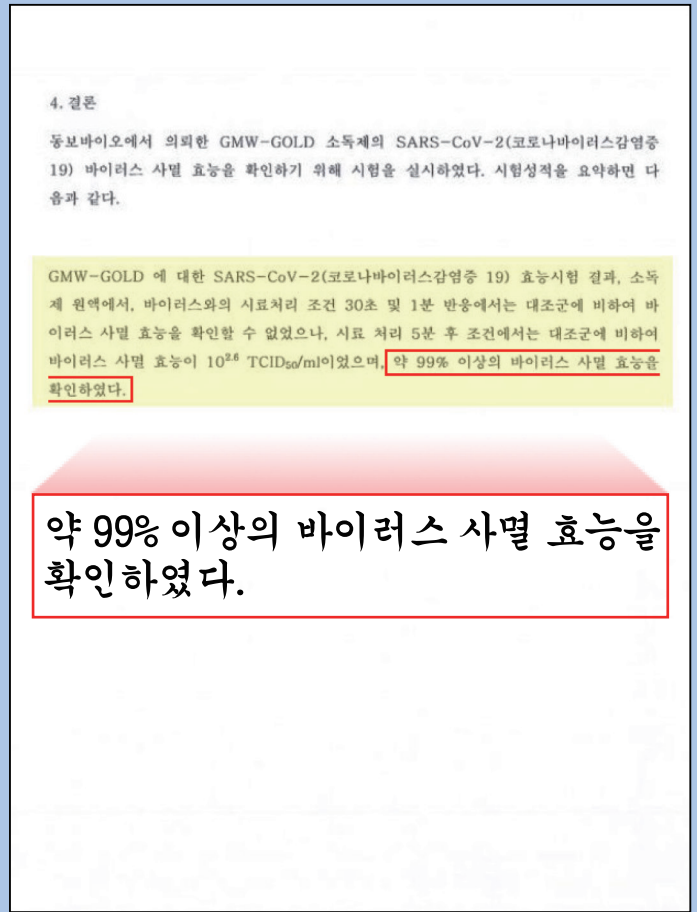 4. 결론
동보바이오에서 의뢰한 GMW-GOLD 소독제의 SARS-CoV-2(코로나바이러스감염증
19) 바이러스 사멸 효능을 확인하기 위해 시험을 실시하였다. 시험성적을 요약하면 다
음과 같다.
GMW-GOLD 에 대한 SARS-CoV-2(코로나바이러스감염증 19) 효능시험 결과, 소독
제 원액에서, 바이러스와의 시료처리 조건 30초 및 1분 반응에서는 대조군에 비하여 바
이러스 사멸 효능을 확인할 수 없었으나, 시료 처리 5분 후 조건에서는 대조군에 비하여
바이러스 사멸 효능이 10²·⁶ TCID₅₀/ml이었으며, 약 99% 이상의 바이러스 사멸 효능을
확인하였다.
약 99% 이상의 바이러스 사멸 효능을
확인하였다.